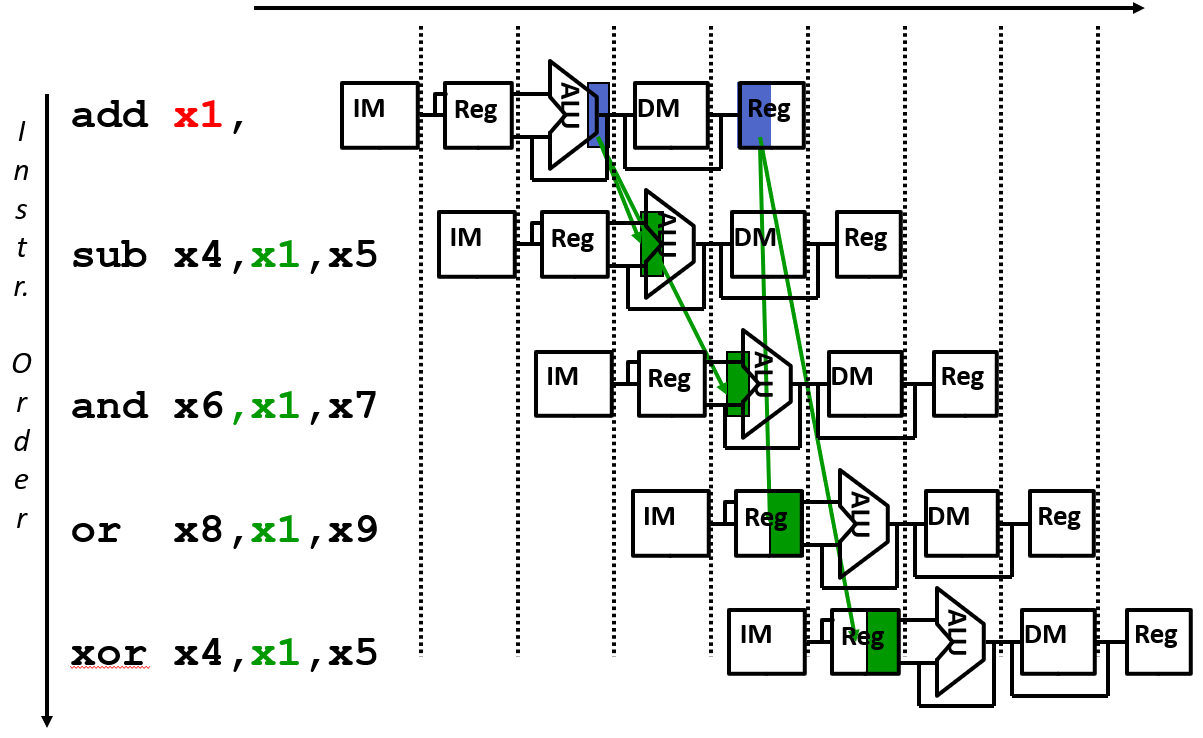 Instr. Order
add x1,
IM Reg ALU DM Reg
sub x4,x1,x5
IM Reg ALU DM Reg
and x6,x1,x7
IM Reg ALU DM Reg
or x8,x1,x9
IM Reg ALU DM Reg
xor x4,x1,x5
IM Reg ALU DM Reg